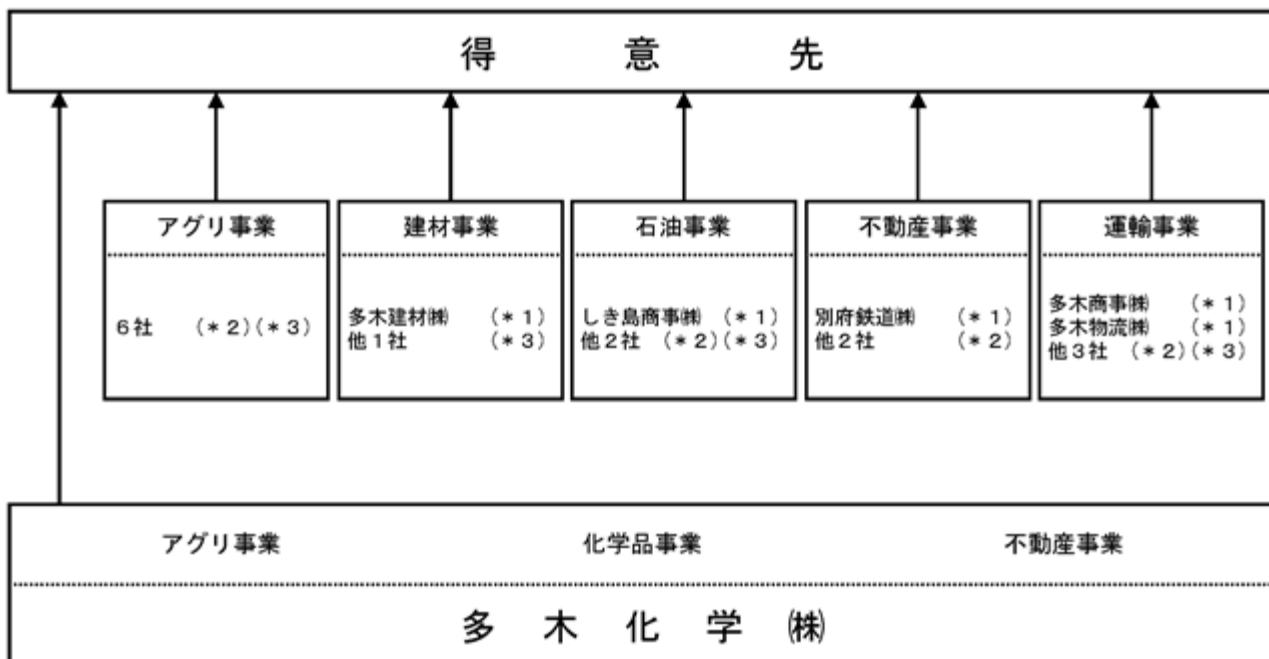 得意先
アグリ事業
6社 (*2)(*3)
建材事業
多木建材㈱ (*1)
他1社 (*3)
石油事業
しき島商事㈱ (*1)
他2社 (*2)(*3)
不動産事業
別府鉄道㈱ (*1)
他2社 (*2)
運輸事業
多木商事㈱ (*1)
多木物流㈱ (*1)
他3社 (*2)(*3)
アグリ事業 化学品事業 不動産事業
多木化学㈱